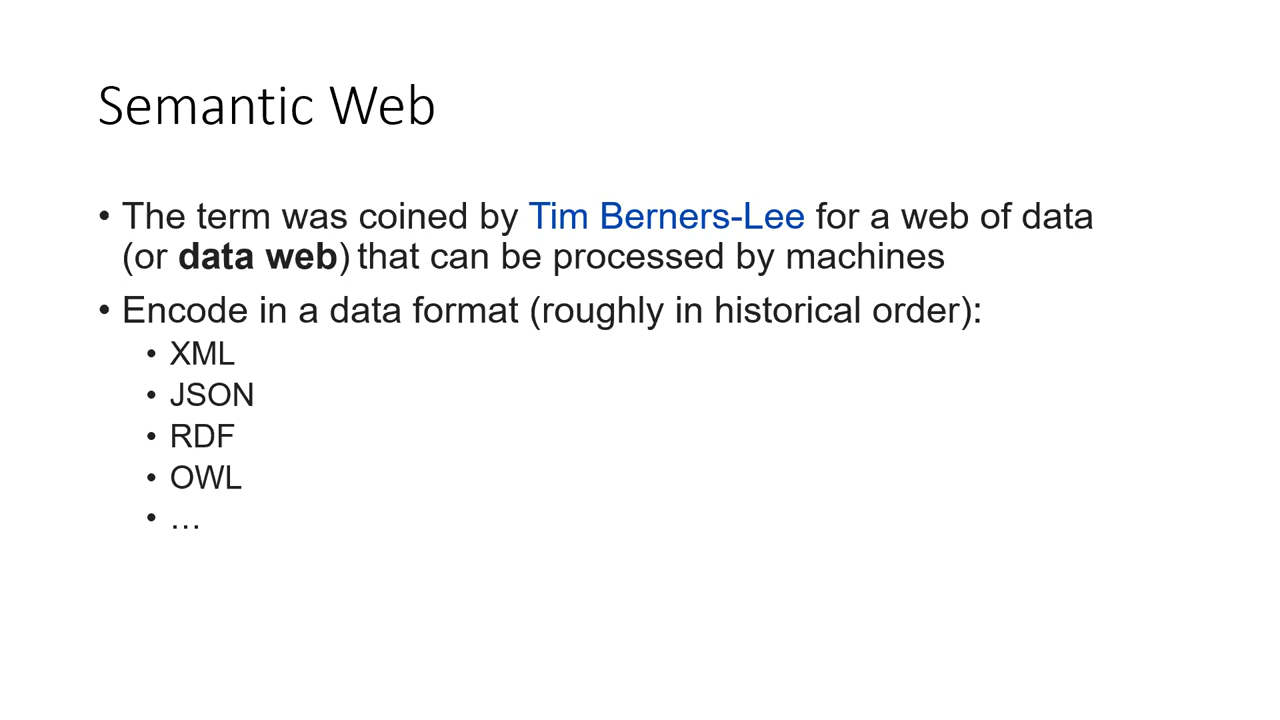 Semantic Web
• The term was coined by Tim Berners-Lee for a web of data
(or data web) that can be processed by machines
• Encode in a data format (roughly in historical order):
• XML
• JSON
• RDF
• OWL
• …